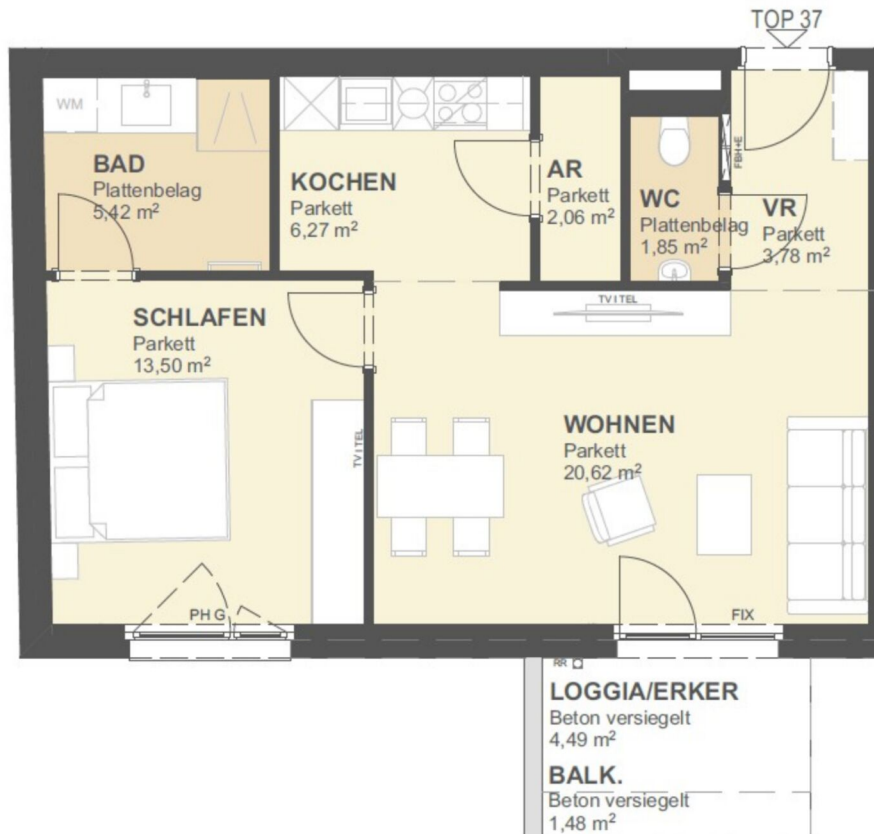 TOP 37
WM
BAD
Plattenbelag
5,42 m²
KOCHEN
Parkett
6,27 m²
AR
Parkett
2,06 m²
WC
Plattenbelag
1,85 m²
FBH+E
VR
Parkett
3,78 m²
SCHLAFEN
Parkett
13,50 m²
TV I TEL
TV I TEL
WOHNEN
Parkett
20,62 m²
PH G
FIX
RR
LOGGIA/ERKER
Beton versiegelt
4,49 m²
BALK.
Beton versiegelt
1,48 m²